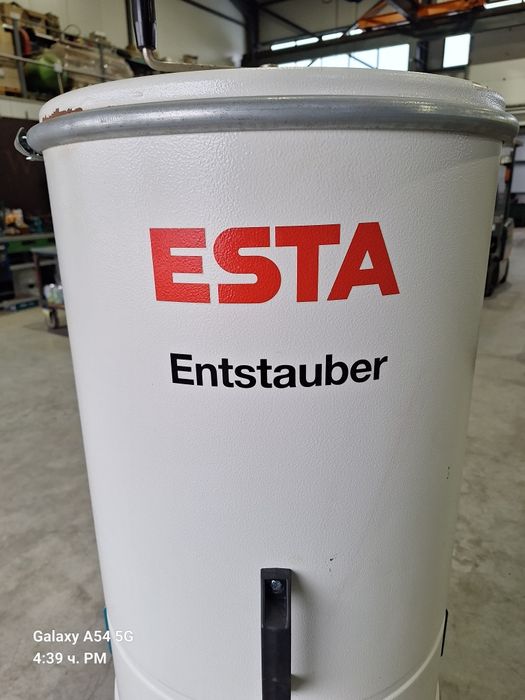 ESTA
Entstauber
Galaxy A54 5G
4:39 ч. PM